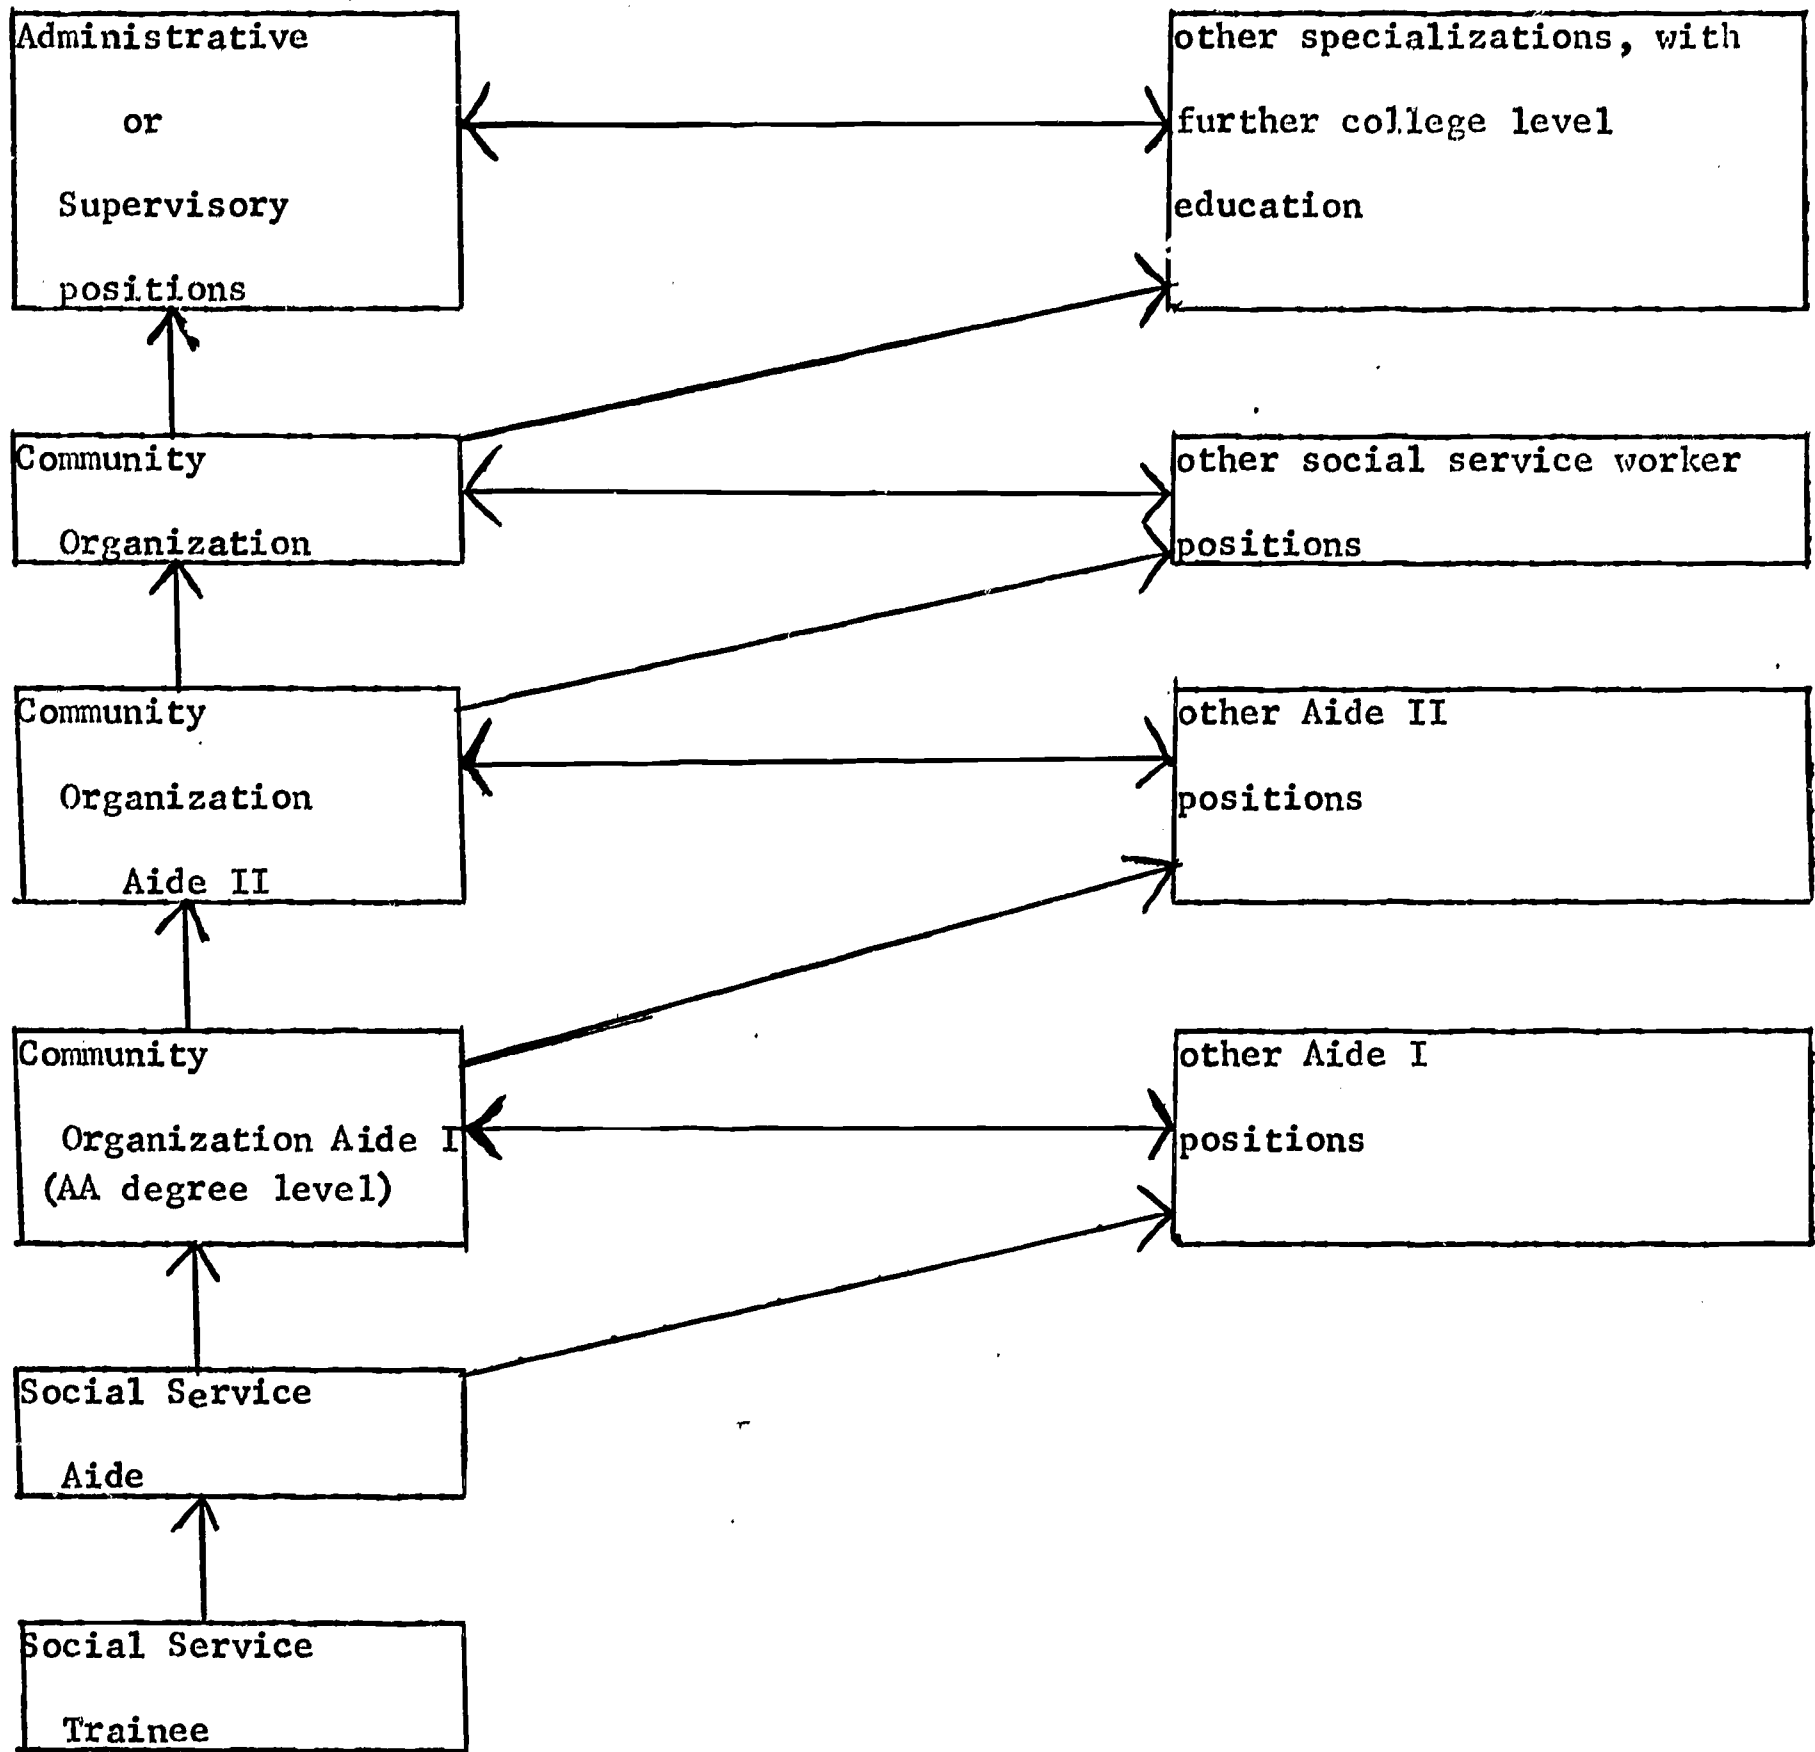 Administrative
or
Supervisory
positions
other specializations, with
further college level
education
Community
Organization
other social service worker
positions
Community
Organization
Aide II
other Aide II
positions
Community
Organization Aide I
(AA degree level)
other Aide I
positions
Social Service
Aide
Social Service
Trainee